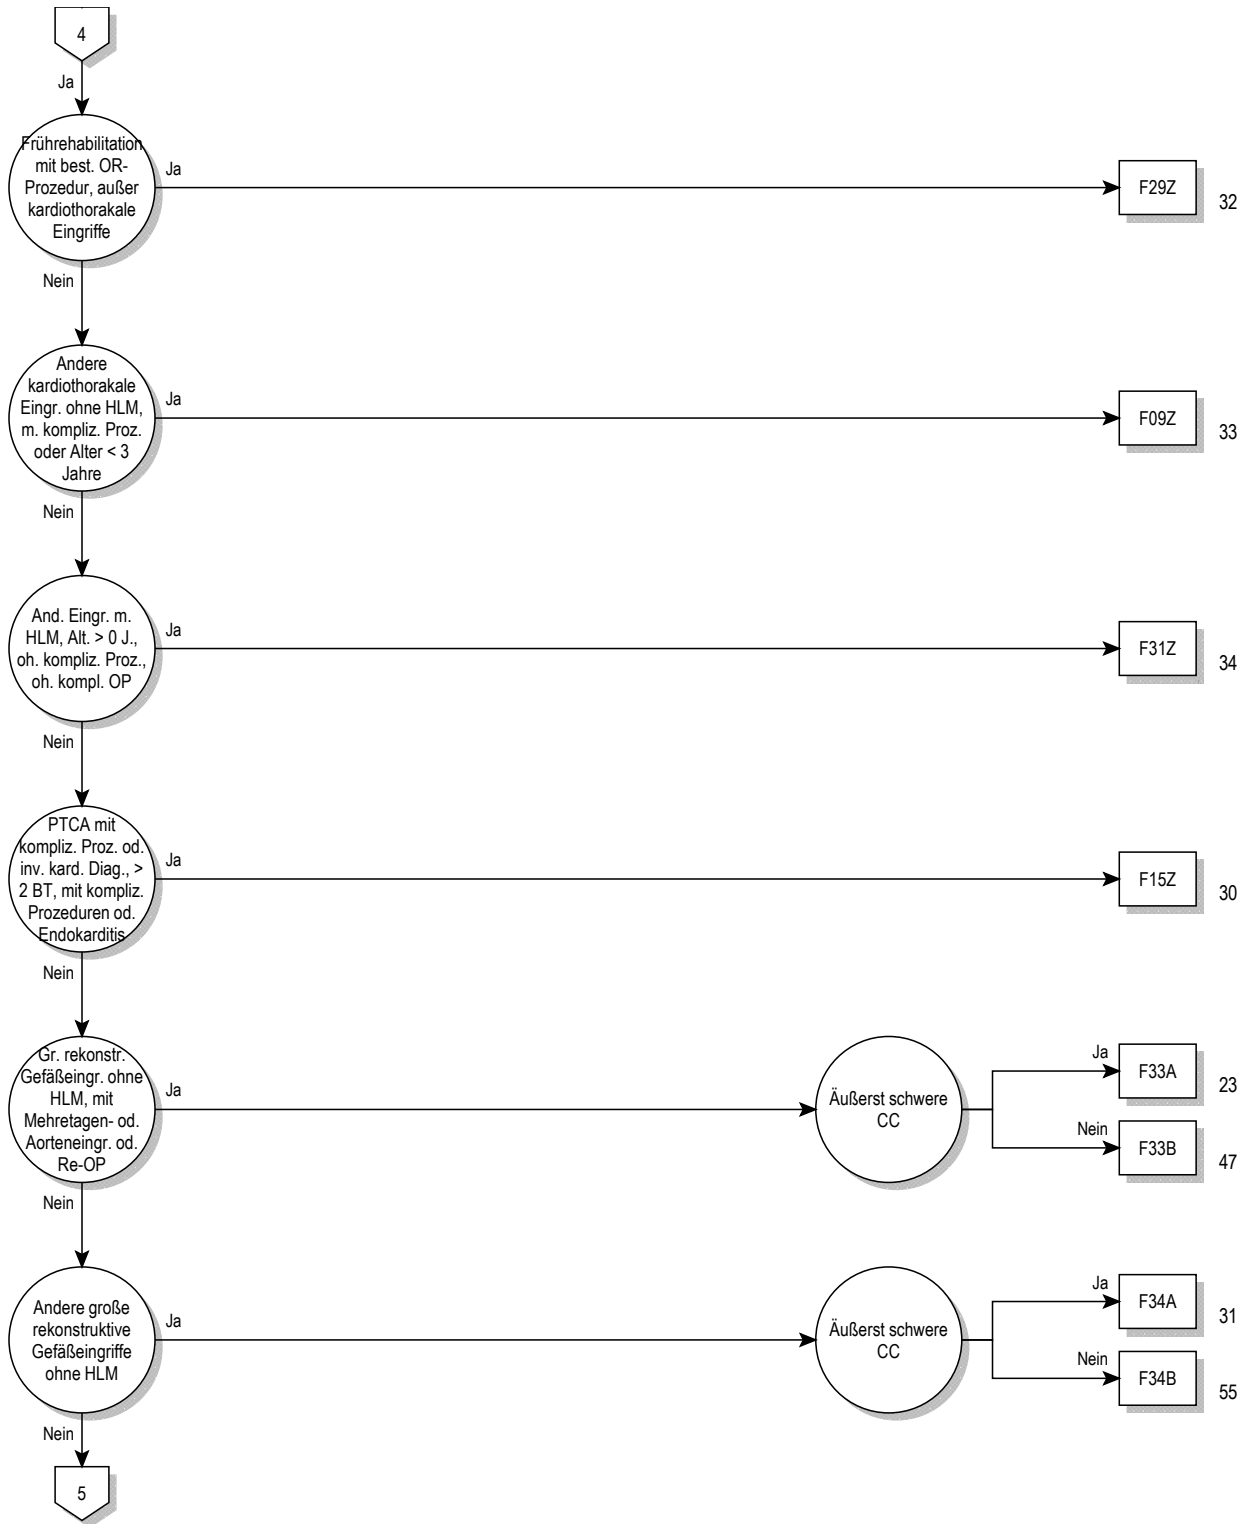 4
Ja
Frührehabilitation
mit best. OR-
Prozedur, außer
kardiothorakale
Eingriffe
Ja
F29Z
32
Nein
Andere
kardiothorakale
Eingr. ohne HLM,
m. kompliz. Proz.
oder Alter < 3
Jahre
Ja
F09Z
33
Nein
And. Eingr. m.
HLM, Alt. > 0 J.,
oh. kompliz. Proz.,
oh. kompl. OP
Ja
F31Z
34
Nein
PTCA mit
kompliz. Proz. od.
inv. kard. Diag., >
2 BT, mit kompliz.
Prozeduren od.
Endokarditis
Ja
F15Z
30
Nein
Gr. rekonstr.
Gefäßeingr. ohne
HLM, mit
Mehretagen- od.
Aorteneingr. od.
Re-OP
Ja
Äußerst schwere
CC
Ja
F33A
23
Nein
F33B
47
Nein
Andere große
rekonstruktive
Gefäßeingriffe
ohne HLM
Ja
Äußerst schwere
CC
Ja
F34A
31
Nein
F34B
55
Nein
5